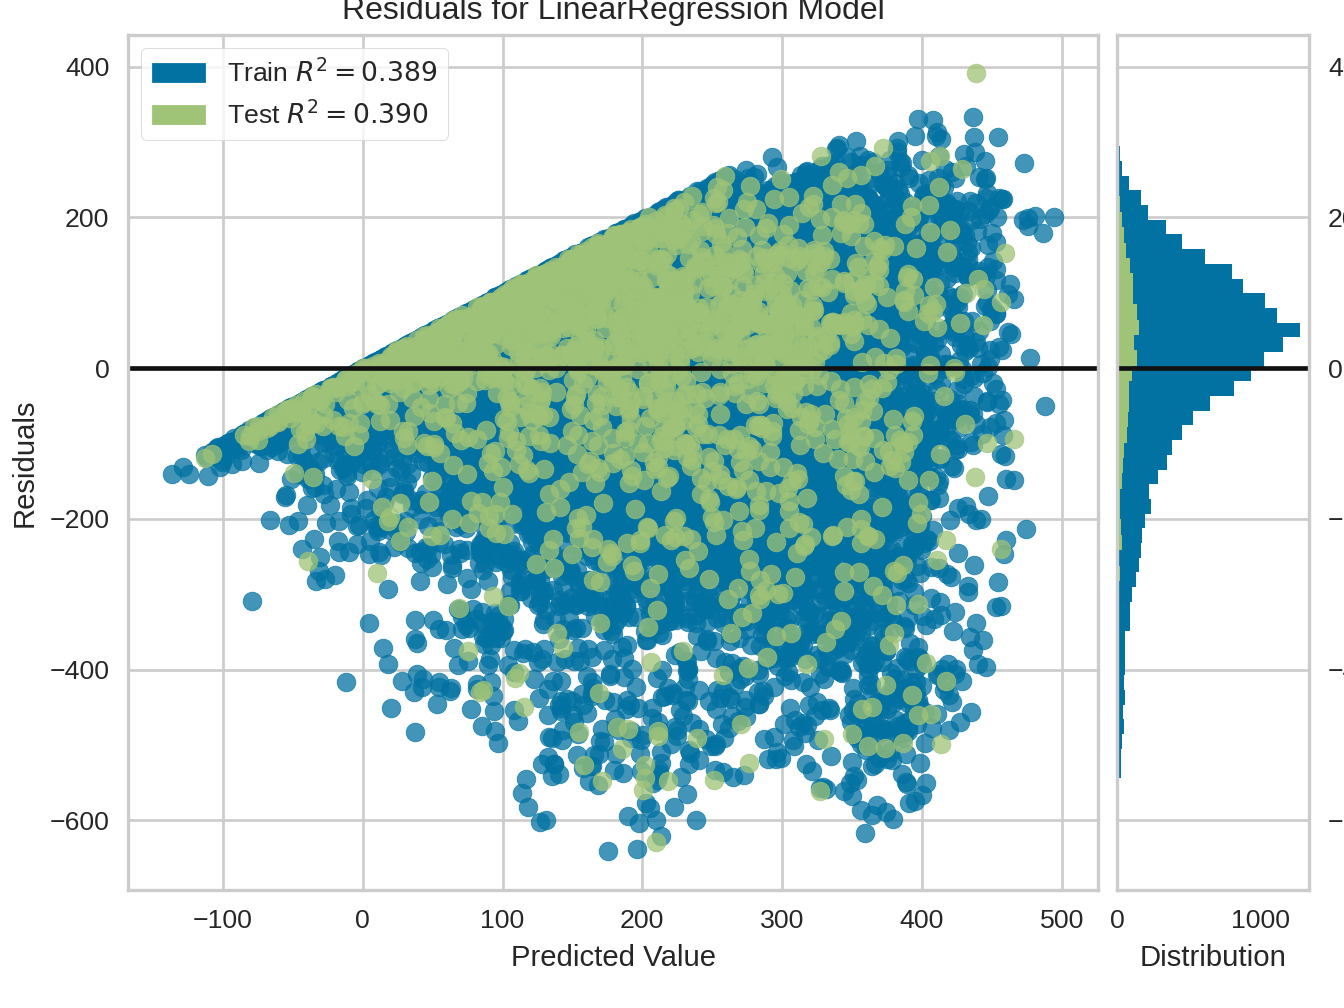 Residuals for LinearRegression Model
Train R² = 0.389
Test R² = 0.390
400
200
0
−200
−400
−600
Residuals
−100
0
100
200
300
400
500
Predicted Value
0
1000
Distribution
0